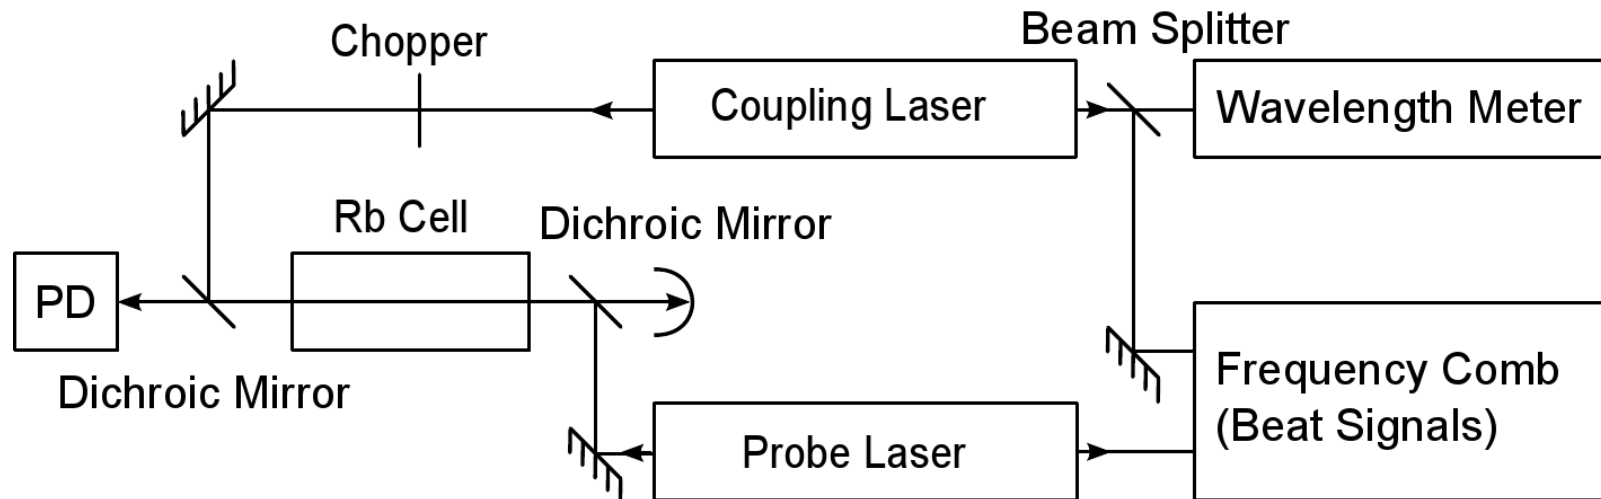 Beam Splitter
Chopper
Coupling Laser
Wavelength Meter
Rb Cell
Dichroic Mirror
PD
Dichroic Mirror
Frequency Comb
(Beat Signals)
Probe Laser